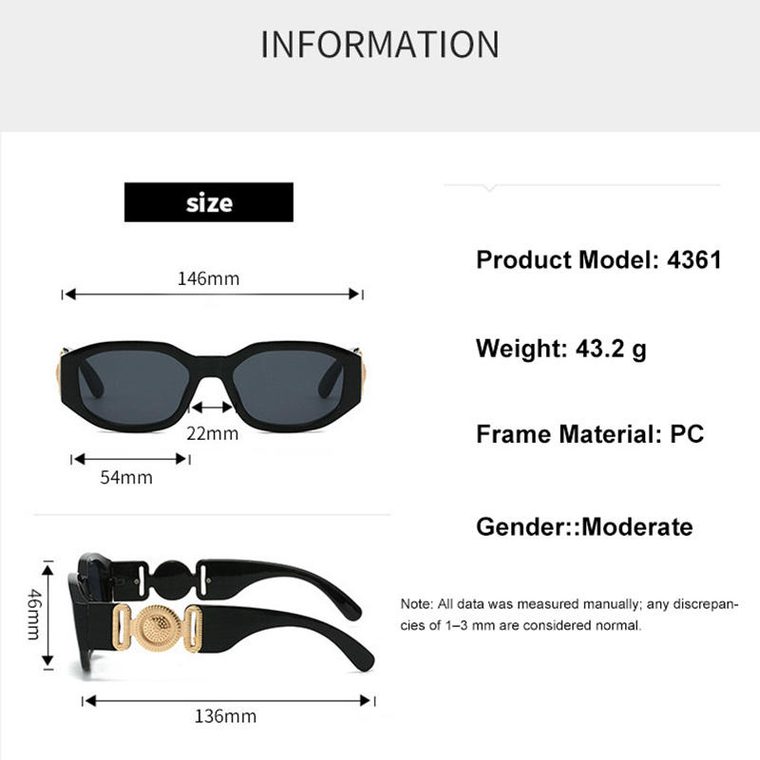 INFORMATION
size
146mm
22mm
54mm
46mm
136mm
Product Model: 4361
Weight: 43.2 g
Frame Material: PC
Gender::Moderate
Note: All data was measured manually; any discrepan-
cies of 1–3 mm are considered normal.